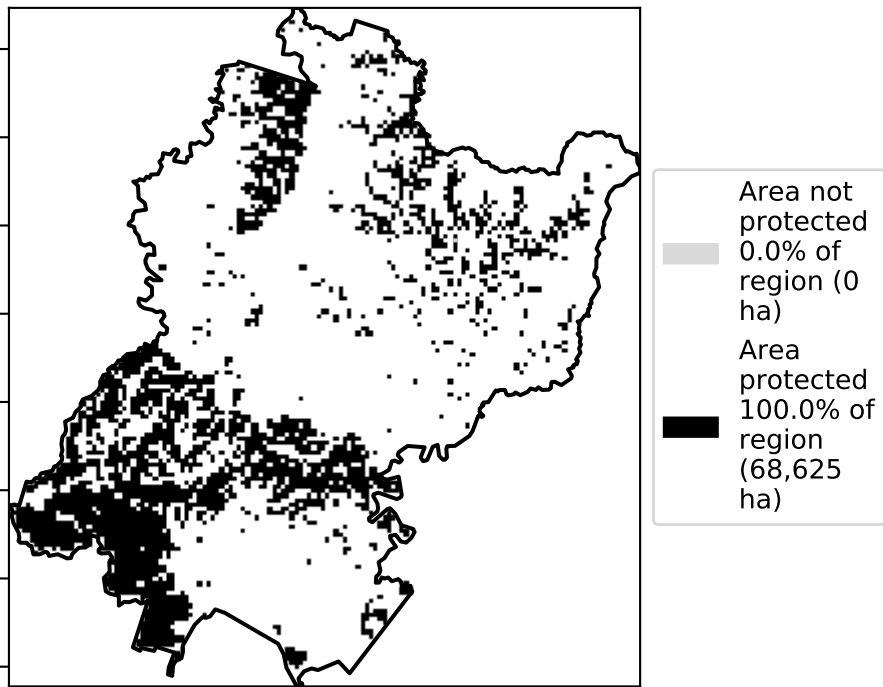 Area not
protected
0.0% of
region (0
ha)
Area
protected
100.0% of
region
(68,625
ha)